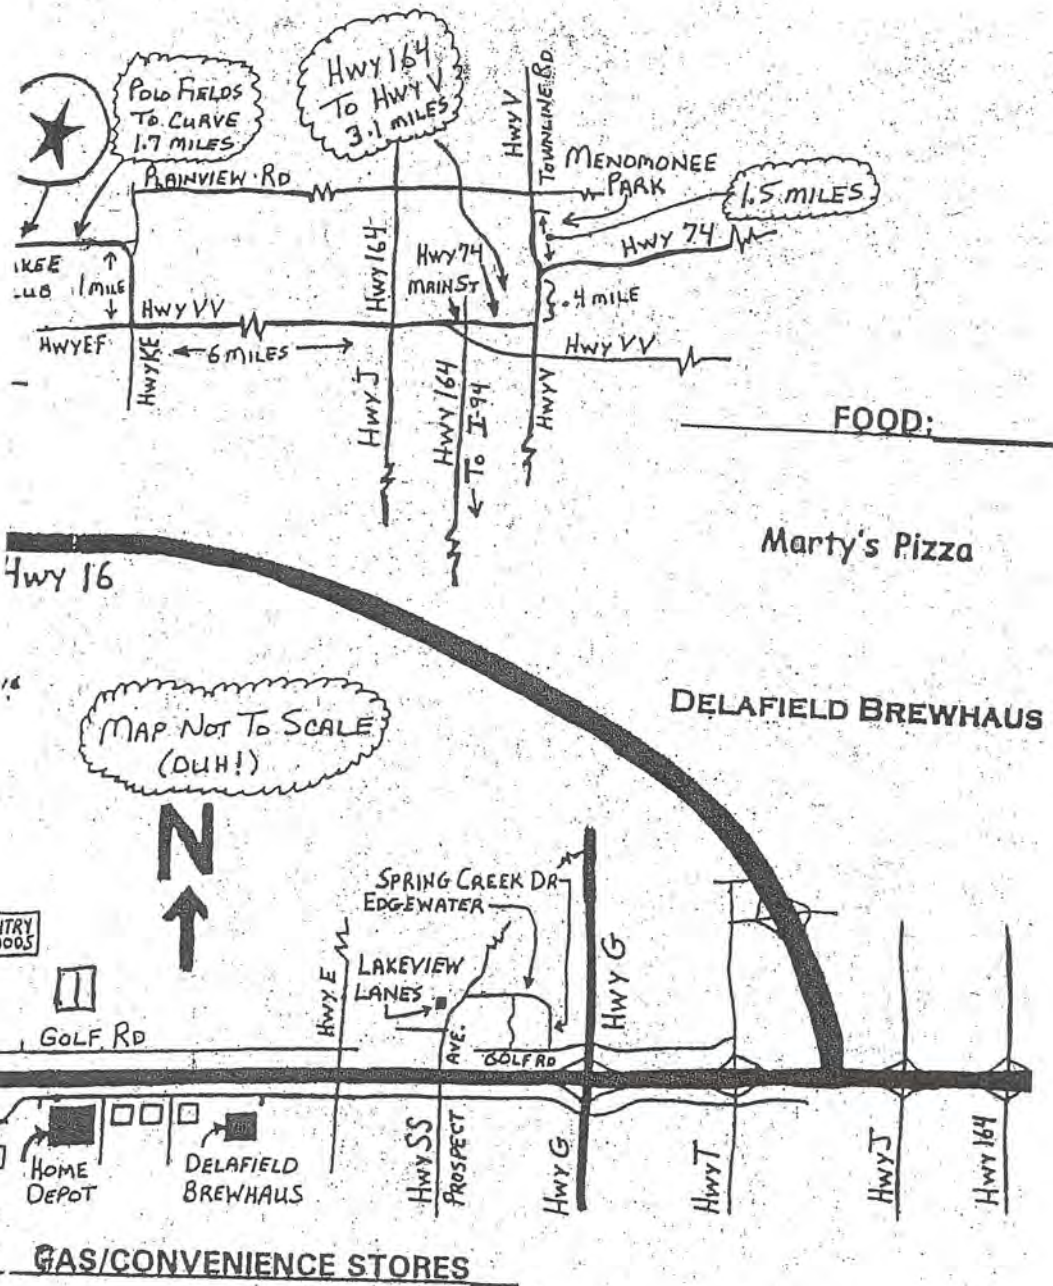 POLO FIELDS
TO CURVE
1.7 MILES
HWY 164
TO HWY V
3.1 MILES
HWY V
TOWNLINE RD
MENOMONEE
PARK
1.5 MILES
PLAINVIEW RD
HWY 164
HWY 74
MAIN ST
HWY 74
.4 MILE
IKEE
LUB
1 MILE
HWY VV
HWY EF
HWY KE
6 MILES
HWY J
HWY 164
TO I-94
HWY V
HWY VV
FOOD:
Marty's Pizza
HWY 16
DELAFIELD BREWHAUS
MAP NOT TO SCALE
(DUH!)
N
NTRY
OODS
SPRING CREEK DR
EDGEWATER
LAKEVIEW
LANES
HWY E
HWY G
GOLF RD
AVE.
GOLF RD
HOME
DEPOT
DELAFIELD
BREWHAUS
HWY SS
PROSPECT
HWY G
HWY T
HWY J
HWY 164
GAS/CONVENIENCE STORES